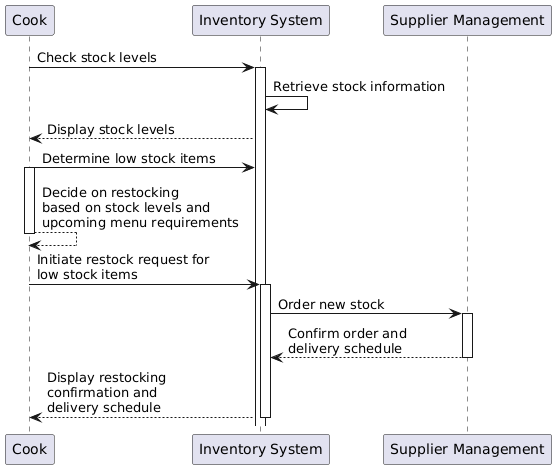 Cook
Inventory System
Supplier Management
Check stock levels
Retrieve stock information
Display stock levels
Determine low stock items
Decide on restocking
based on stock levels and
upcoming menu requirements
Initiate restock request for
low stock items
Order new stock
Confirm order and
delivery schedule
Display restocking
confirmation and
delivery schedule
Cook
Inventory System
Supplier Management